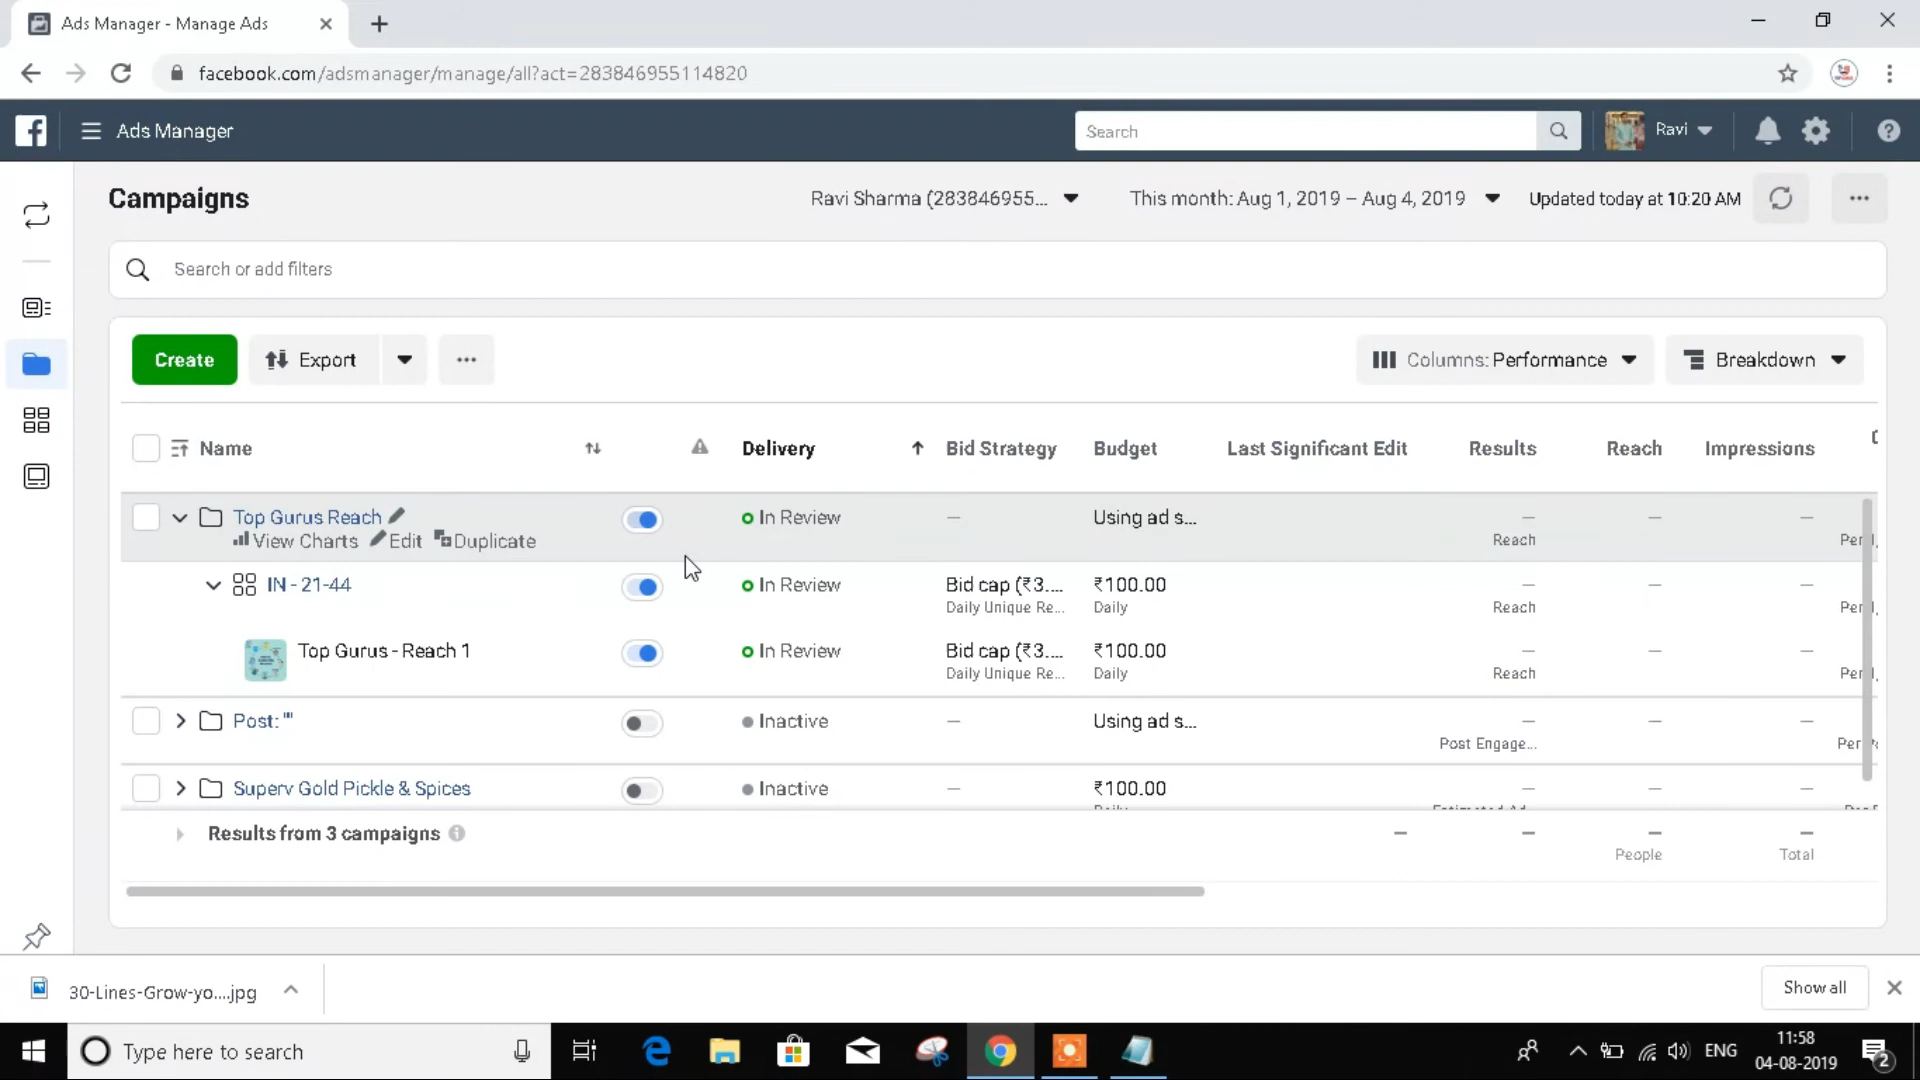 Ads Manager - Manage Ads
facebook.com/adsmanager/manage/all?act=283846955114820
Ads Manager
Search
Ravi
Campaigns
Ravi Sharma (283846955...
This month: Aug 1, 2019 – Aug 4, 2019
Updated today at 10:20 AM
Search or add filters
Create
Export
Columns: Performance
Breakdown
Name
Delivery
Bid Strategy
Budget
Last Significant Edit
Results
Reach
Impressions
Top Gurus Reach
In Review
—
Using ad s...
—
—
—
View Charts
Edit
Duplicate
Reach
IN - 21-44
In Review
Bid cap (₹3....
₹100.00
—
—
—
Daily Unique Re...
Daily
Reach
Top Gurus - Reach 1
In Review
Bid cap (₹3....
₹100.00
—
—
—
Daily Unique Re...
Daily
Reach
Post: ""
Inactive
—
Using ad s...
—
—
—
Post Engage...
Superv Gold Pickle & Spices
Inactive
—
₹100.00
—
—
—
Results from 3 campaigns
—
—
—
—
People
Total
30-Lines-Grow-yo....jpg
Show all
Type here to search
ENG
11:58
04-08-2019
2